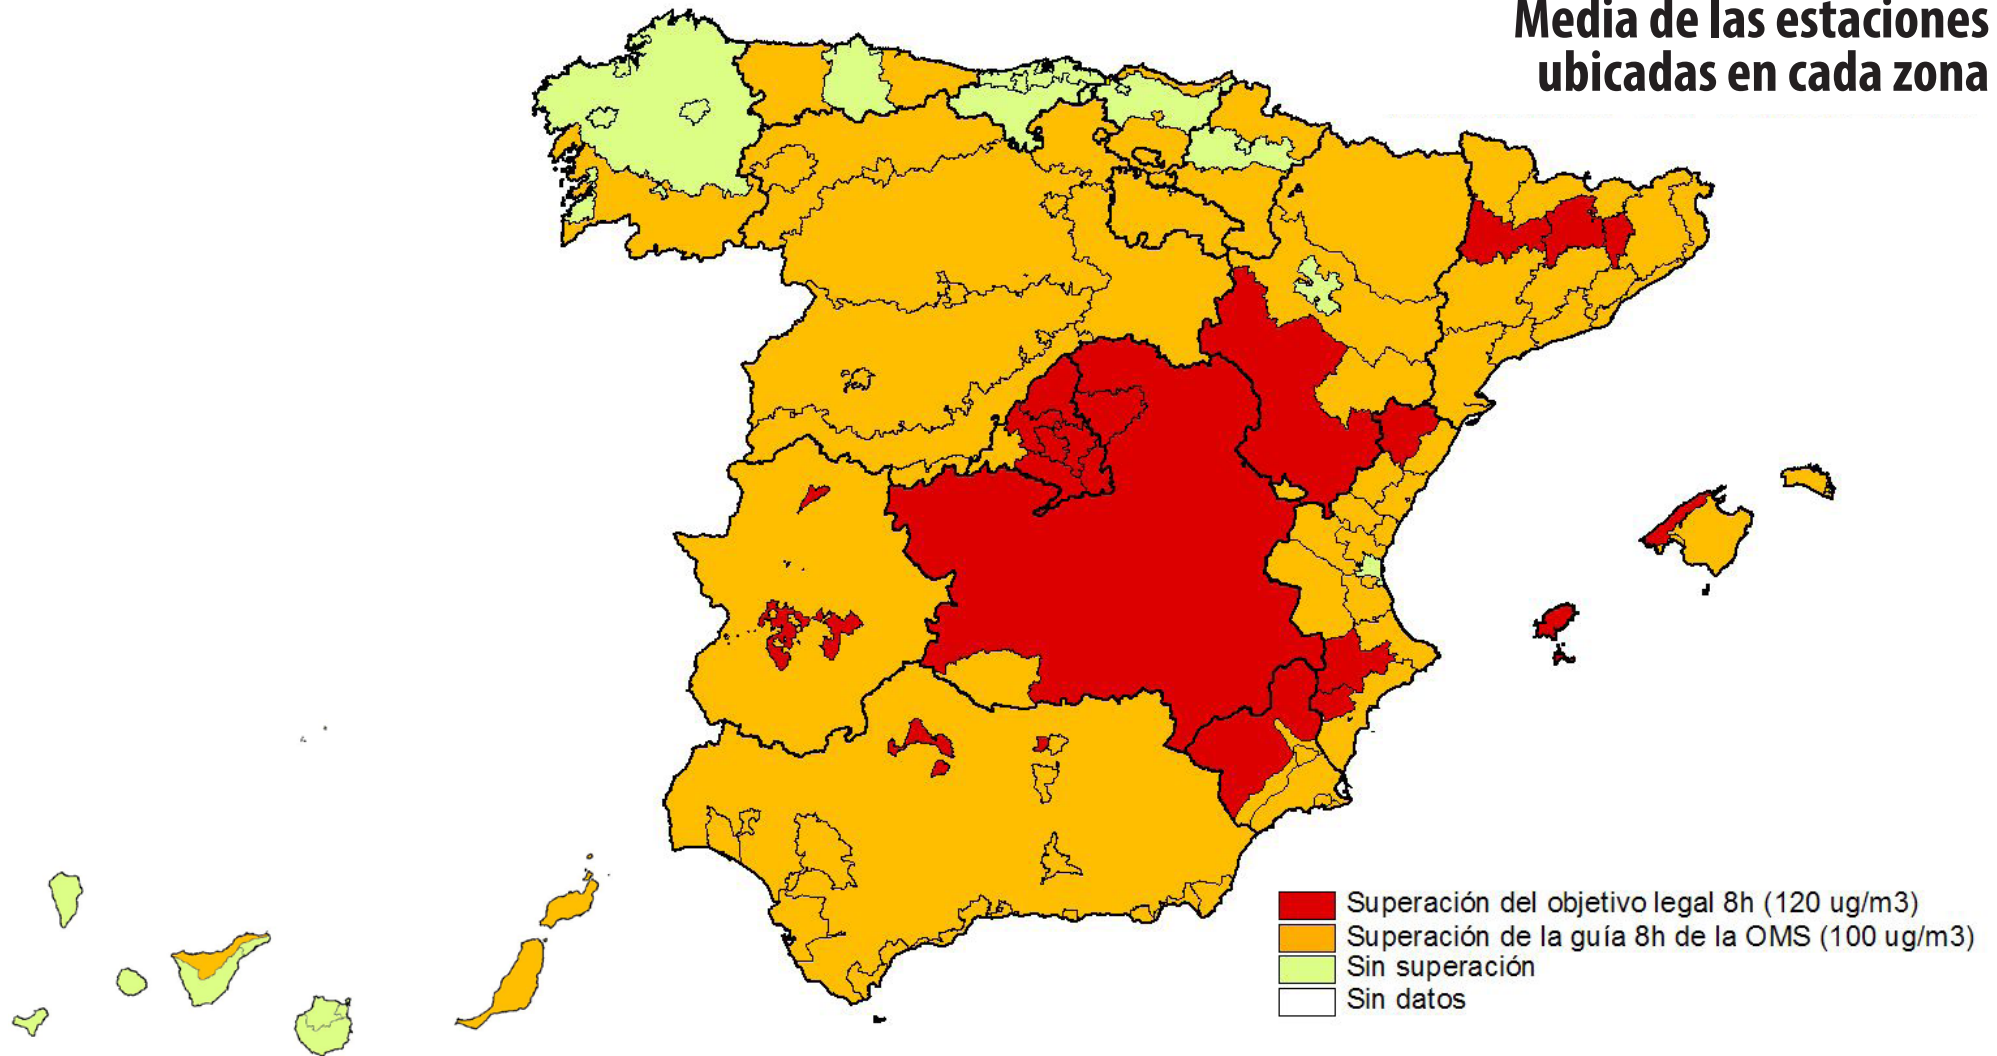 Media de las estaciones
ubicadas en cada zona
Superación del objetivo legal 8h (120 ug/m3)
Superación de la guía 8h de la OMS (100 ug/m3)
Sin superación
Sin datos